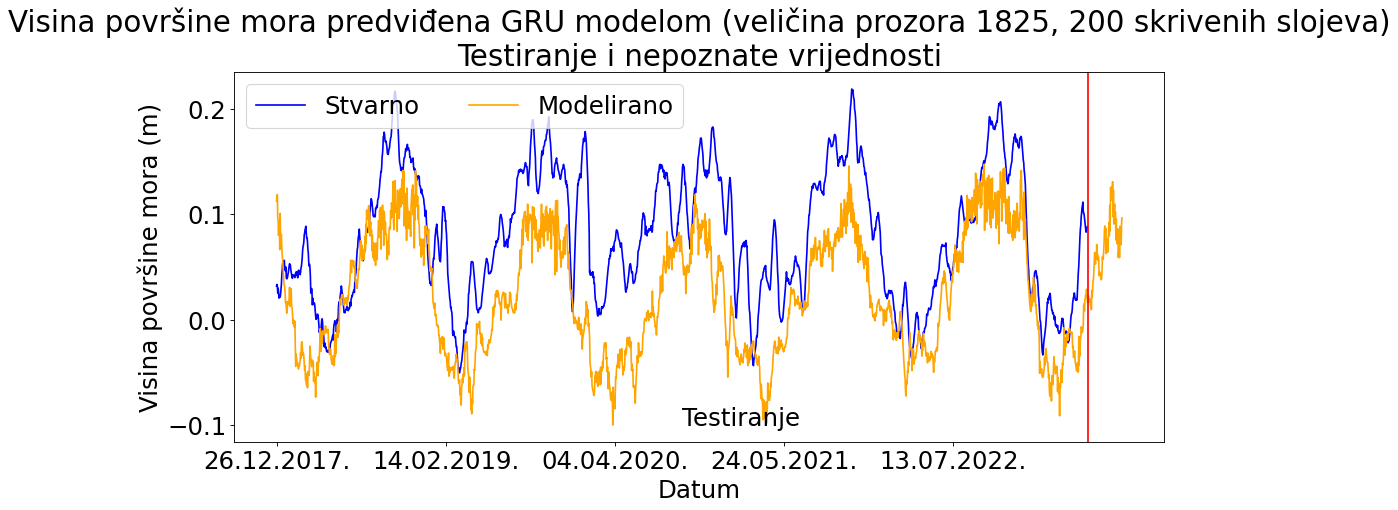 Visina površine mora predviđena GRU modelom (veličina prozora 1825, 200 skrivenih slojeva)
Testiranje i nepoznate vrijednosti
Stvarno Modelirano
Visina površine mora (m)
0.2
0.1
0.0
−0.1
Testiranje
26.12.2017. 14.02.2019. 04.04.2020. 24.05.2021. 13.07.2022.
Datum